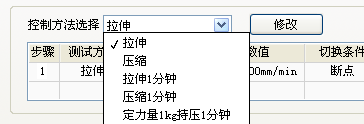 控制方法选择 拉伸 修改
步骤 测试方 数值 切换条件
✓ 拉伸
压缩
1 拉伸 00mm/min 断点
拉伸1分钟
压缩1分钟
定力量1kg持压1分钟